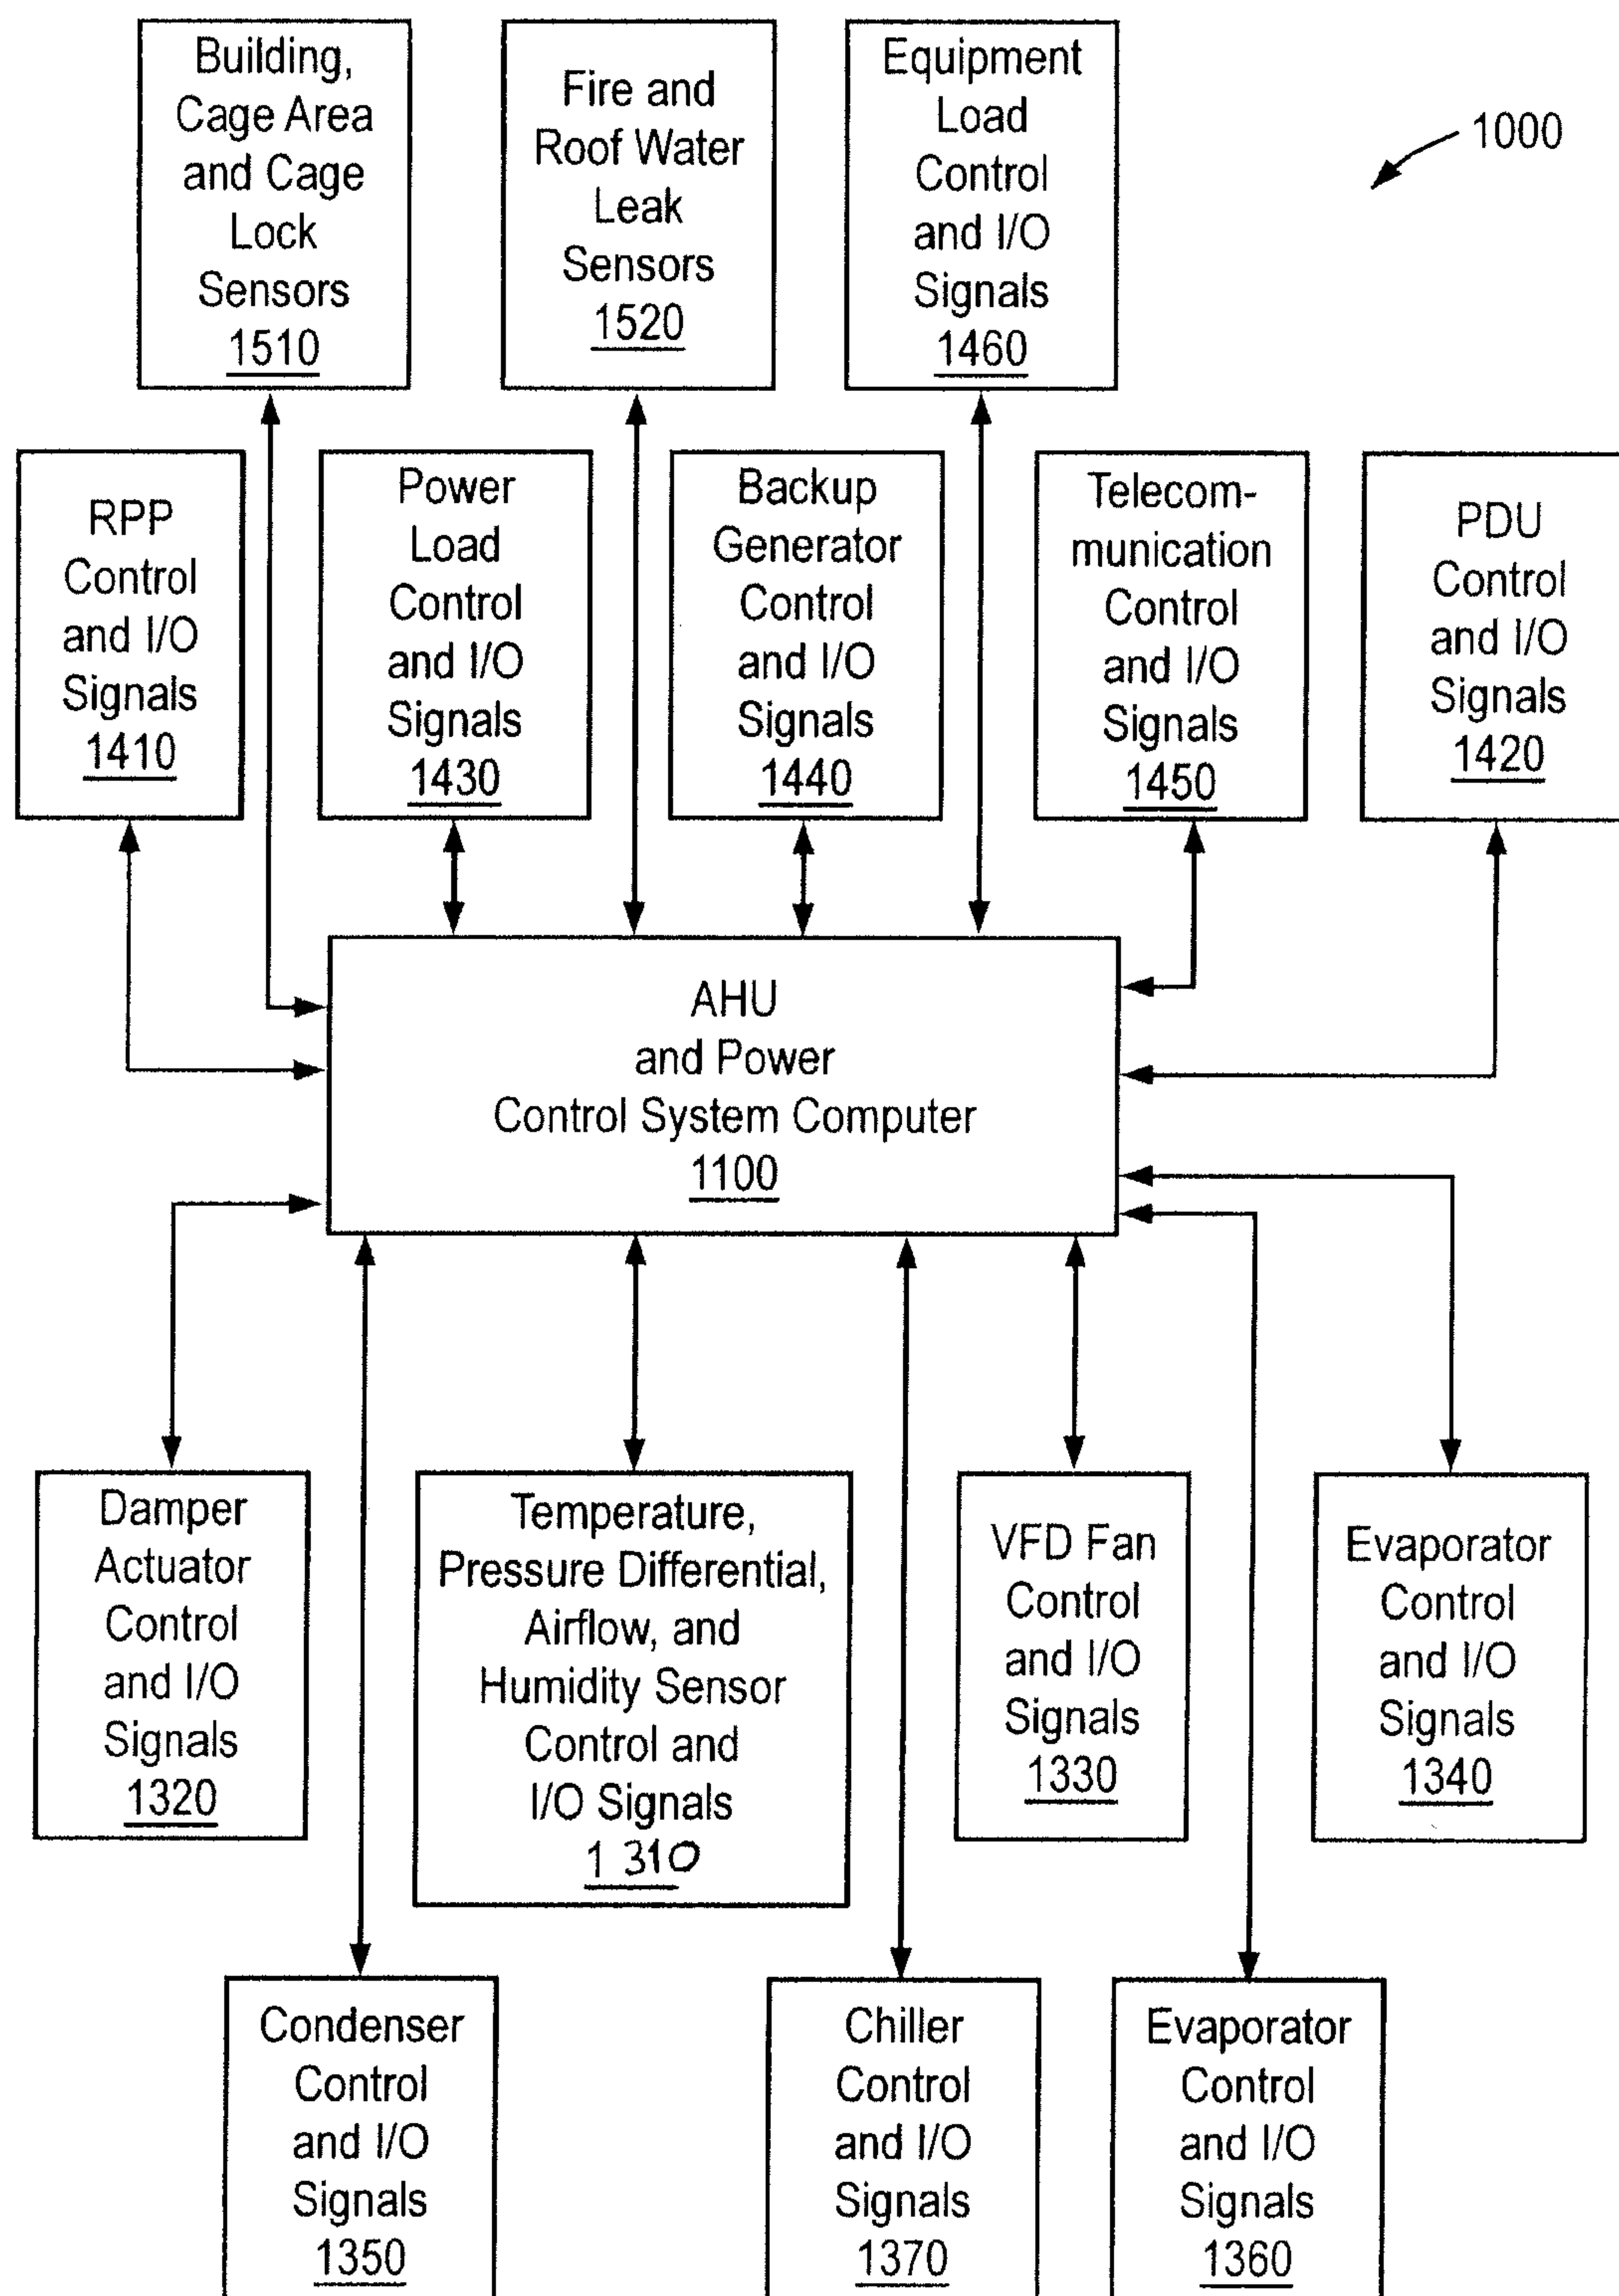 Building,
Cage Area
and Cage
Lock
Sensors
1510
Fire and
Roof Water
Leak
Sensors
1520
Equipment
Load
Control
and I/O
Signals
1460
1000
RPP
Control
and I/O
Signals
1410
Power
Load
Control
and I/O
Signals
1430
Backup
Generator
Control
and I/O
Signals
1440
Telecom-
munication
Control
and I/O
Signals
1450
PDU
Control
and I/O
Signals
1420
AHU
and Power
Control System Computer
1100
Damper
Actuator
Control
and I/O
Signals
1320
Temperature,
Pressure Differential,
Airflow, and
Humidity Sensor
Control and
I/O Signals
1310
VFD Fan
Control
and I/O
Signals
1330
Evaporator
Control
and I/O
Signals
1340
Condenser
Control
and I/O
Signals
1350
Chiller
Control
and I/O
Signals
1370
Evaporator
Control
and I/O
Signals
1360